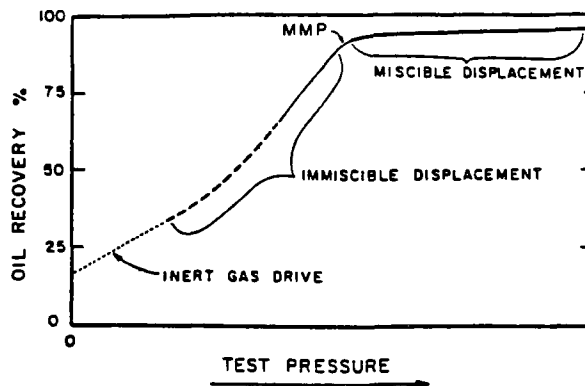 100
75
50
25
0
0
OIL RECOVERY %
MMP
MISCIBLE DISPLACEMENT
IMMISCIBLE DISPLACEMENT
INERT GAS DRIVE
TEST PRESSURE